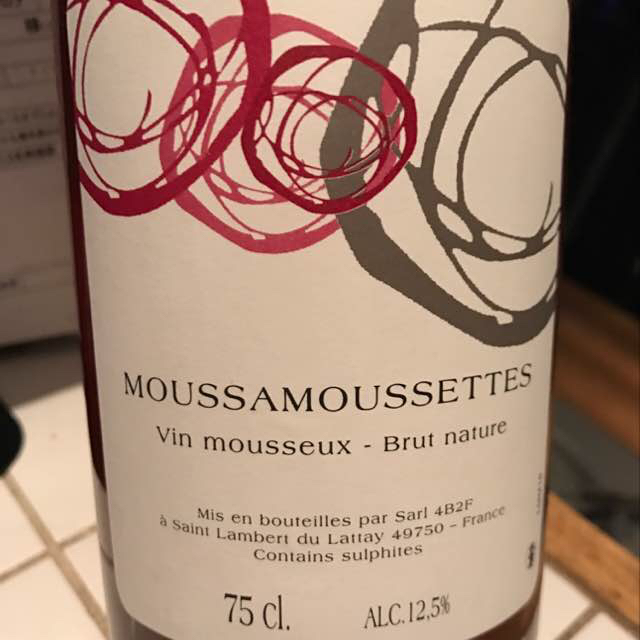 MOUSSAMOUSSETTES
Vin mousseux - Brut nature
Mis en bouteilles par Sarl 4B2F
à Saint Lambert du Lattay 49750 - France
Contains sulphites
75 cl. ALC.12,5%